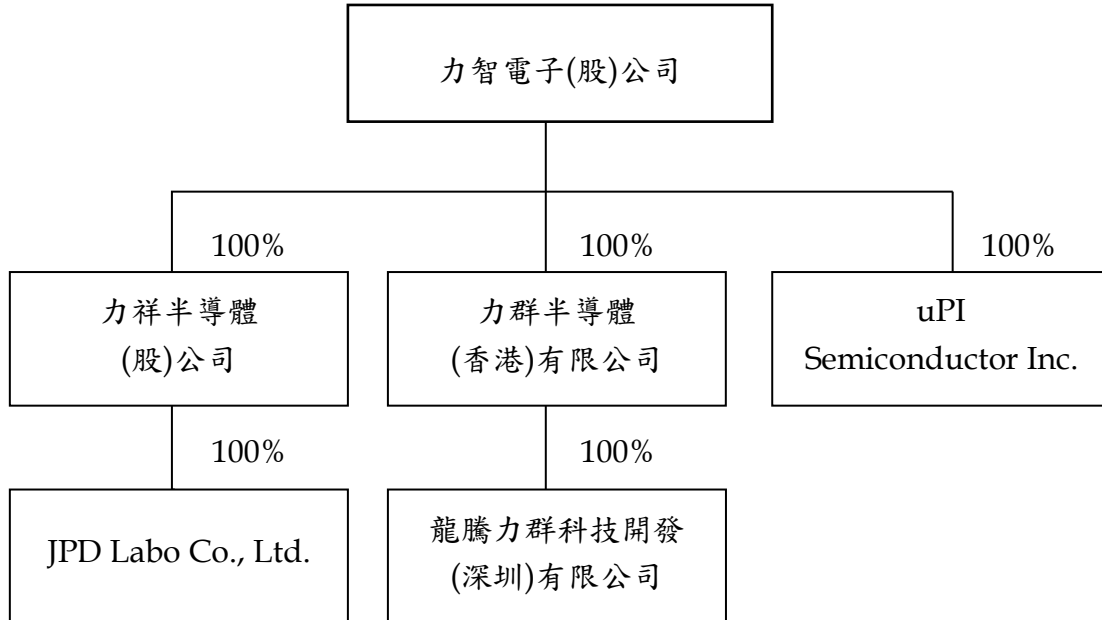 力智電子(股)公司
100%
100%
100%
力祥半導體
(股)公司
力群半導體
(香港)有限公司
uPI
Semiconductor Inc.
100%
100%
JPD Labo Co., Ltd.
龍騰力群科技開發
(深圳)有限公司